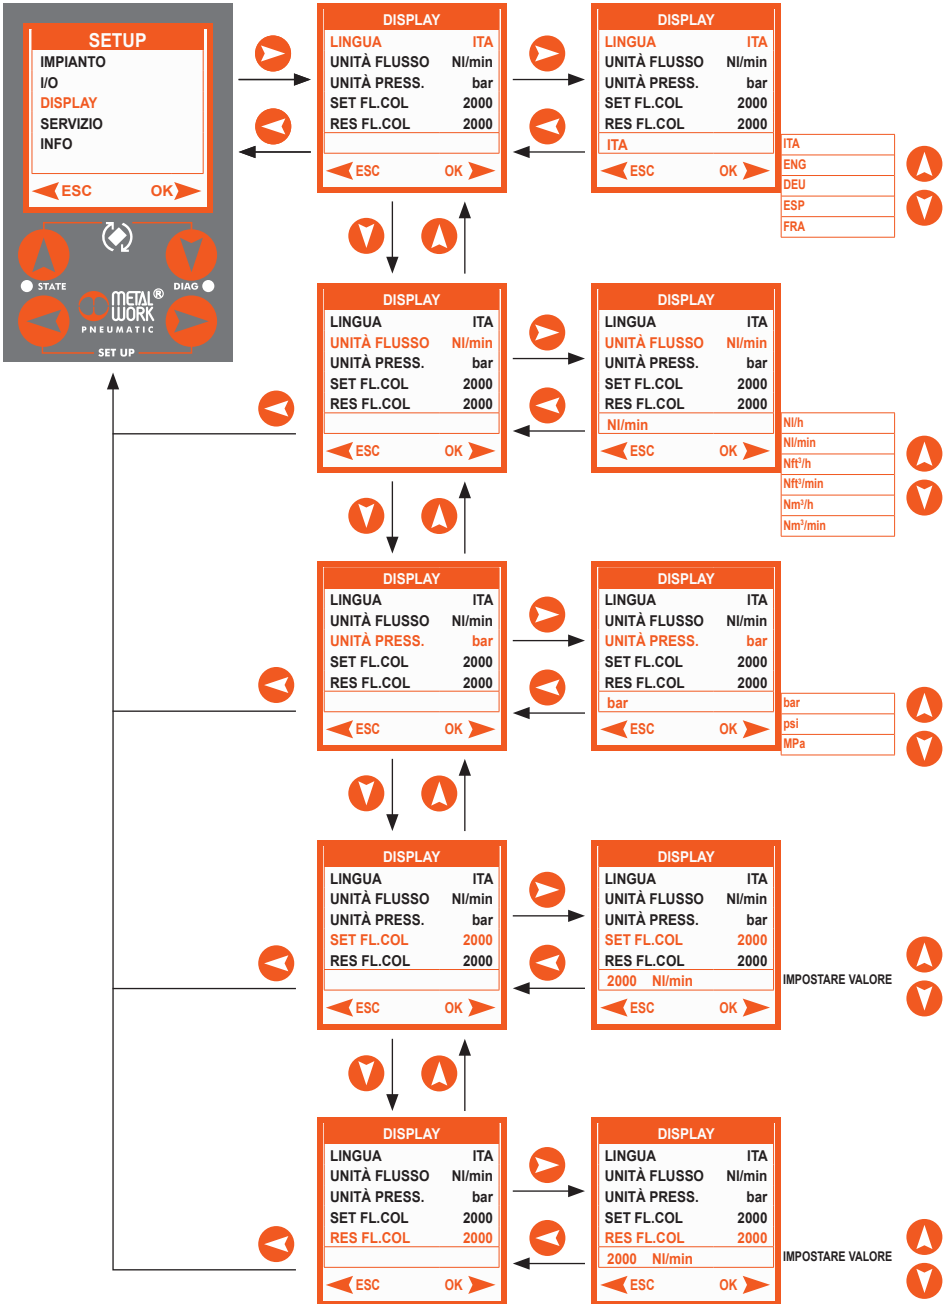 SETUP
IMPIANTO
I/O
DISPLAY
SERVIZIO
INFO
ESC OK
STATE DIAG
METAL WORK®
PNEUMATIC
SET UP
DISPLAY
LINGUA ITA
UNITÀ FLUSSO Nl/min
UNITÀ PRESS. bar
SET FL.COL 2000
RES FL.COL 2000
ESC OK
DISPLAY
LINGUA ITA
UNITÀ FLUSSO Nl/min
UNITÀ PRESS. bar
SET FL.COL 2000
RES FL.COL 2000
ITA
ESC OK
ITA
ENG
DEU
ESP
FRA
DISPLAY
LINGUA ITA
UNITÀ FLUSSO Nl/min
UNITÀ PRESS. bar
SET FL.COL 2000
RES FL.COL 2000
ESC OK
DISPLAY
LINGUA ITA
UNITÀ FLUSSO Nl/min
UNITÀ PRESS. bar
SET FL.COL 2000
RES FL.COL 2000
Nl/min
ESC OK
Nl/h
Nl/min
Nft³/h
Nft³/min
Nm³/h
Nm³/min
DISPLAY
LINGUA ITA
UNITÀ FLUSSO Nl/min
UNITÀ PRESS. bar
SET FL.COL 2000
RES FL.COL 2000
ESC OK
DISPLAY
LINGUA ITA
UNITÀ FLUSSO Nl/min
UNITÀ PRESS. bar
SET FL.COL 2000
RES FL.COL 2000
bar
ESC OK
bar
psi
MPa
DISPLAY
LINGUA ITA
UNITÀ FLUSSO Nl/min
UNITÀ PRESS. bar
SET FL.COL 2000
RES FL.COL 2000
ESC OK
DISPLAY
LINGUA ITA
UNITÀ FLUSSO Nl/min
UNITÀ PRESS. bar
SET FL.COL 2000
RES FL.COL 2000
2000 Nl/min
ESC OK
IMPOSTARE VALORE
DISPLAY
LINGUA ITA
UNITÀ FLUSSO Nl/min
UNITÀ PRESS. bar
SET FL.COL 2000
RES FL.COL 2000
ESC OK
DISPLAY
LINGUA ITA
UNITÀ FLUSSO Nl/min
UNITÀ PRESS. bar
SET FL.COL 2000
RES FL.COL 2000
2000 Nl/min
ESC OK
IMPOSTARE VALORE